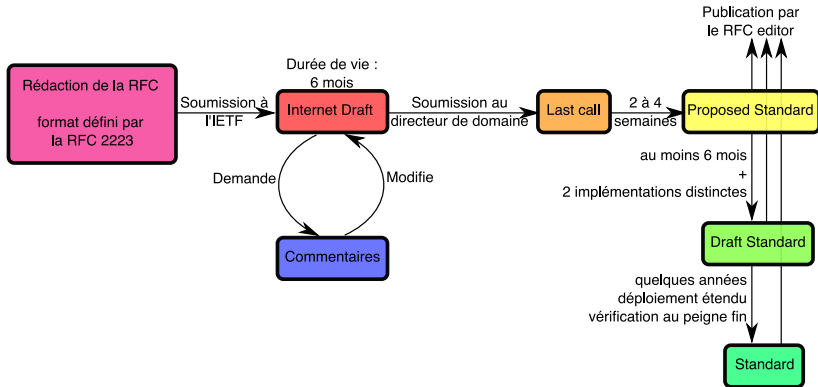 Rédaction de la RFC
format défini par
la RFC 2223
Soumission à
l'IETF
Durée de vie :
6 mois
Internet Draft
Demande
Modifie
Commentaires
Soumission au
directeur de domaine
Last call
2 à 4
semaines
Publication par
le RFC editor
Proposed Standard
au moins 6 mois
+
2 implémentations distinctes
Draft Standard
quelques années
déploiement étendu
vérification au peigne fin
Standard